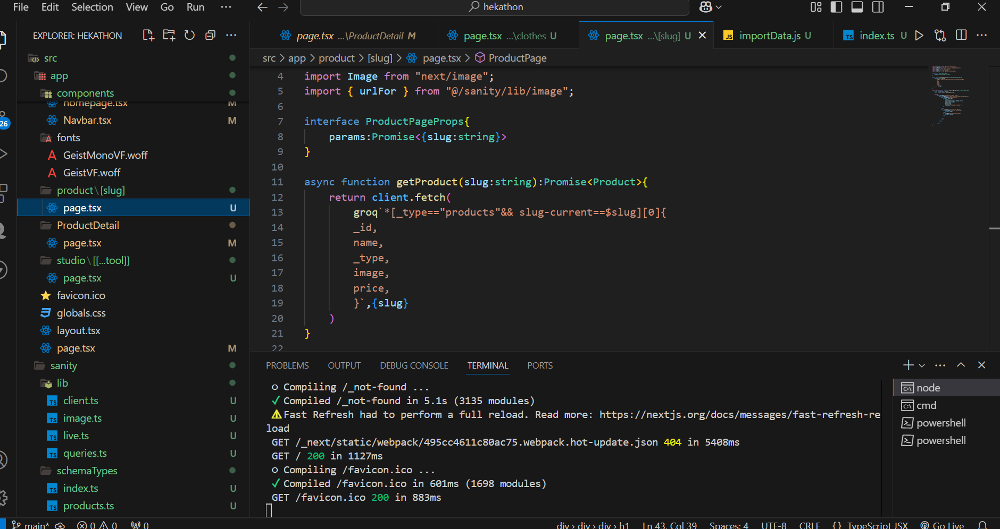 File Edit Selection View Go Run ...
hekathon
EXPLORER: HEKATHON
page.tsx ...\ProductDetail M
page.tsx ...\clothes U
page.tsx ...\[slug] U
JS importData.js U
TS index.ts U
src > app > product > [slug] > page.tsx > ProductPage
src
app
components
homepage.tsx M
Navbar.tsx M
fonts
GeistMonoVF.woff
GeistVF.woff
product\[slug]
page.tsx U
ProductDetail
page.tsx M
studio\[[...tool]]
page.tsx U
favicon.ico
globals.css
layout.tsx
page.tsx M
sanity
lib
TS client.ts U
TS image.ts U
TS live.ts U
TS queries.ts U
schemaTypes
TS index.ts U
TS products.ts U
26
4 import Image from "next/image";
5 import { urlFor } from "@/sanity/lib/image";
6
7 interface ProductPageProps{
8 params:Promise<{slug:string}>
9 }
10
11 async function getProduct(slug:string):Promise<Product>{
12 return client.fetch(
13 groq`*[_type=="products"&& slug-current==$slug][0]{
14 _id,
15 name,
16 _type,
17 image,
18 price,
19 }`,{slug}
20 )
21 }
22
PROBLEMS OUTPUT DEBUG CONSOLE TERMINAL PORTS
○ Compiling /_not-found ...
✓ Compiled /_not-found in 5.1s (3135 modules)
⚠ Fast Refresh had to perform a full reload. Read more: https://nextjs.org/docs/messages/fast-refresh-re
load
GET /_next/static/webpack/495cc4611c80ac75.webpack.hot-update.json 404 in 5408ms
GET / 200 in 1127ms
○ Compiling /favicon.ico ...
✓ Compiled /favicon.ico in 601ms (1698 modules)
GET /favicon.ico 200 in 883ms
node
cmd
powershell
powershell
main* 0 0 0 div > div > div > h1 Ln 43, Col 39 Spaces: 4 UTF-8 CRLF {} TypeScript JSX Go Live